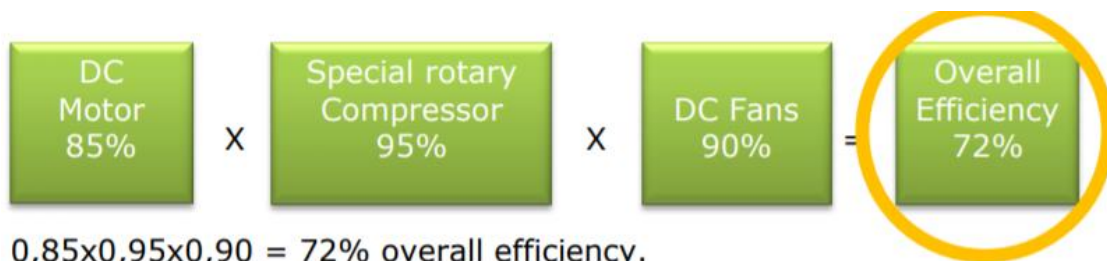 DC
Motor
85%
X
Special rotary
Compressor
95%
X
DC Fans
90%
=
Overall
Efficiency
72%
0,85x0,95x0,90 = 72% overall efficiency.